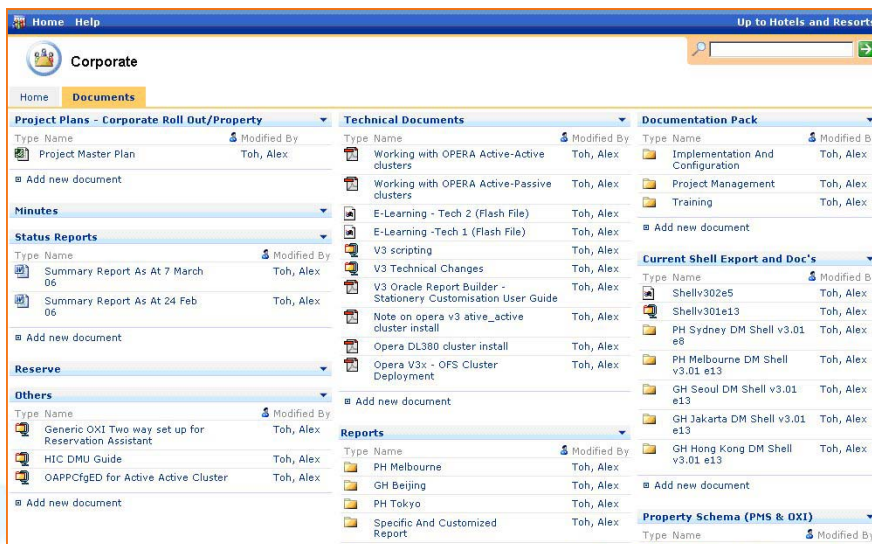 Home Help
Up to Hotels and Resorts
Corporate
Home Documents
Project Plans - Corporate Roll Out/Property
Type Name Modified By
Project Master Plan Toh, Alex
Add new document
Minutes
Status Reports
Type Name Modified By
Summary Report As At 7 March
06
Toh, Alex
Summary Report As At 24 Feb
06
Toh, Alex
Add new document
Reserve
Others
Type Name Modified By
Generic OXI Two way set up for
Reservation Assistant
Toh, Alex
HIC DMU Guide Toh, Alex
OAPPCfgED for Active Active Cluster Toh, Alex
Add new document
Technical Documents
Type Name Modified By
Working with OPERA Active-Active
clusters
Toh, Alex
Working with OPERA Active-Passive
clusters
Toh, Alex
E-Learning - Tech 2 (Flash File) Toh, Alex
E-Learning -Tech 1 (Flash File) Toh, Alex
V3 scripting Toh, Alex
V3 Technical Changes Toh, Alex
V3 Oracle Report Builder -
Stationery Customisation User Guide
Toh, Alex
Note on opera v3 ative_active
cluster install
Toh, Alex
Opera DL380 cluster install Toh, Alex
Opera V3x - OFS Cluster
Deployment
Toh, Alex
Add new document
Reports
Type Name Modified By
PH Melbourne Toh, Alex
GH Beijing Toh, Alex
PH Tokyo Toh, Alex
Specific And Customized
Report
Toh, Alex
Documentation Pack
Type Name Modified B
Implementation And
Configuration
Toh, Alex
Project Management Toh, Alex
Training Toh, Alex
Add new document
Current Shell Export and Doc's
Type Name Modified B
Shellv302e5 Toh, Alex
Shellv301e13 Toh, Alex
PH Sydney DM Shell v3.01
e8
Toh, Alex
PH Melbourne DM Shell
v3.01 e13
Toh, Alex
GH Seoul DM Shell v3.01
e13
Toh, Alex
GH Jakarta DM Shell v3.01
e13
Toh, Alex
GH Hong Kong DM Shell
v3.01 e13
Toh, Alex
Add new document
Property Schema (PMS & OXI)
Type Name Modified By